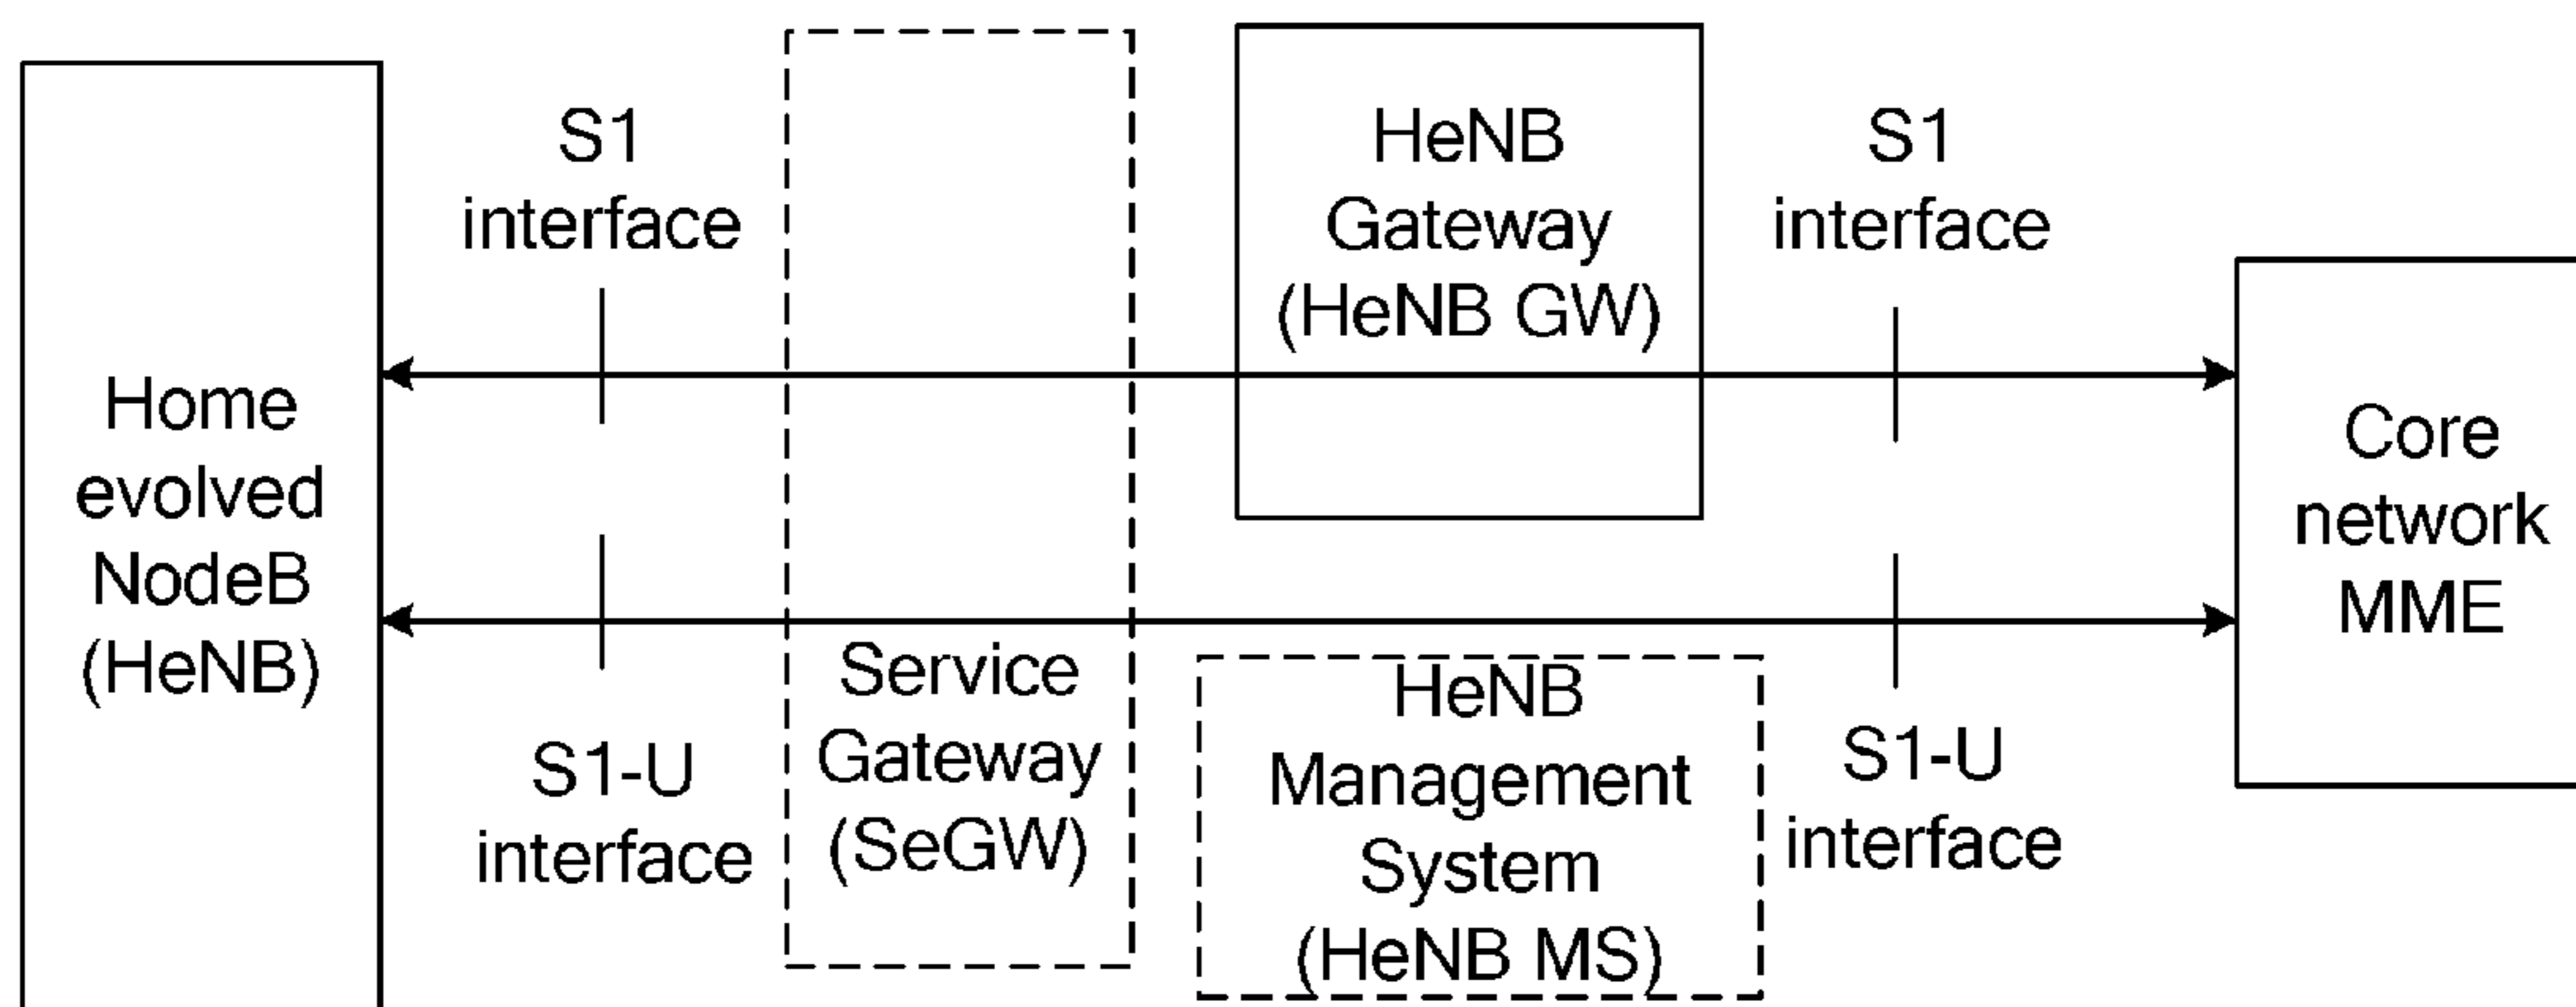 Home
evolved
NodeB
(HeNB)
S1
interface
S1-U
interface
Service
Gateway
(SeGW)
HeNB
Gateway
(HeNB GW)
HeNB
Management
System
(HeNB MS)
S1
interface
S1-U
interface
Core
network
MME